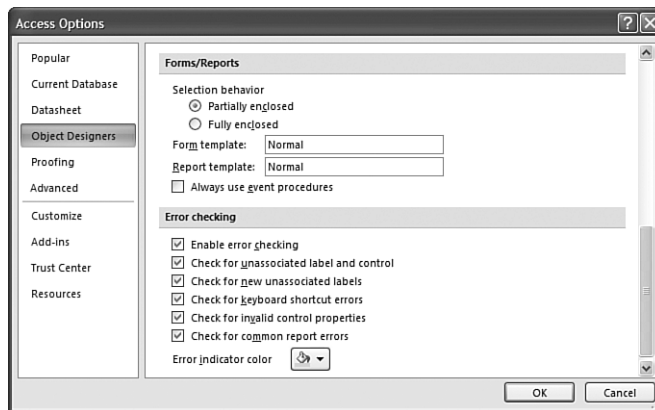 Access Options
Popular
Current Database
Datasheet
Object Designers
Proofing
Advanced
Customize
Add-ins
Trust Center
Resources
Forms/Reports
Selection behavior
Partially enclosed
Fully enclosed
Form template: Normal
Report template: Normal
Always use event procedures
Error checking
Enable error checking
Check for unassociated label and control
Check for new unassociated labels
Check for keyboard shortcut errors
Check for invalid control properties
Check for common report errors
Error indicator color
OK Cancel